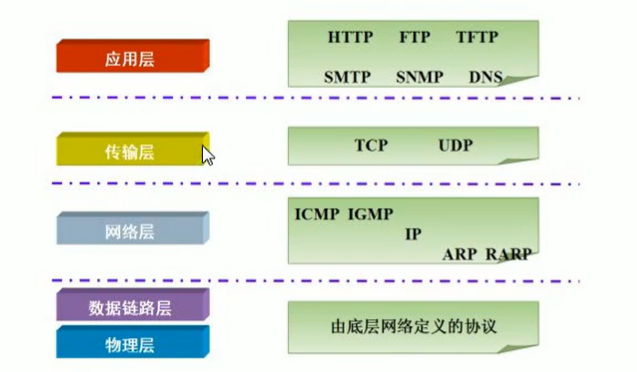 应用层
HTTP FTP TFTP
SMTP SNMP DNS
传输层
TCP UDP
网络层
ICMP IGMP
IP
ARP RARP
数据链路层
物理层
由底层网络定义的协议